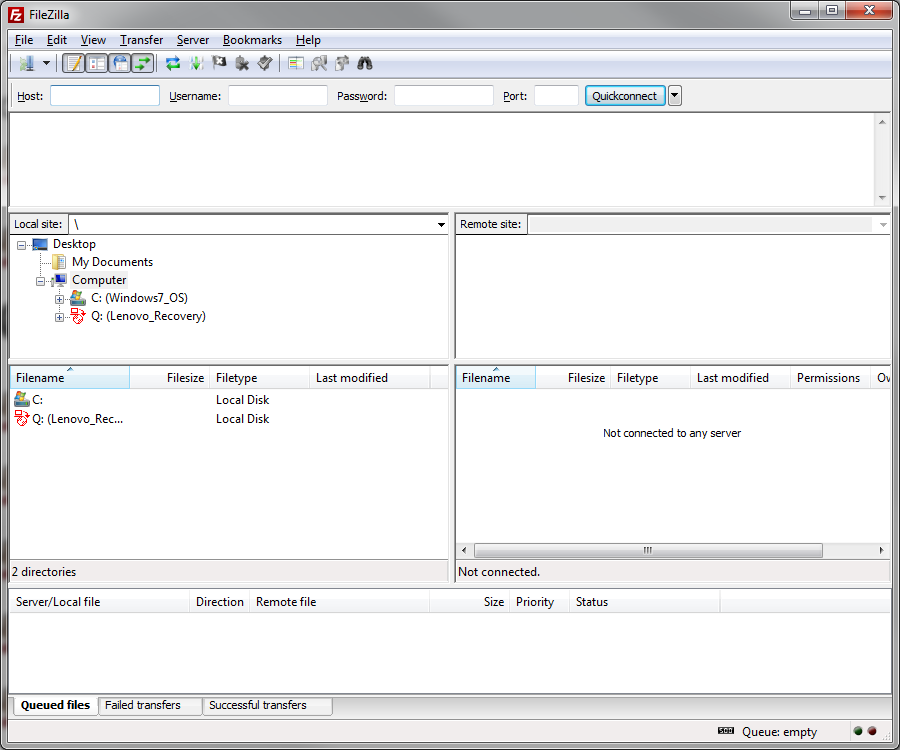 FileZilla
File Edit View Transfer Server Bookmarks Help
Host: Username: Password: Port: Quickconnect
Local site: \
Desktop
My Documents
Computer
C: (Windows7_OS)
Q: (Lenovo_Recovery)
Remote site:
Filename Filesize Filetype Last modified
C: Local Disk
Q: (Lenovo_Rec... Local Disk
2 directories
Filename Filesize Filetype Last modified Permissions Ow
Not connected to any server
Not connected.
Server/Local file Direction Remote file Size Priority Status
Queued files Failed transfers Successful transfers
Queue: empty